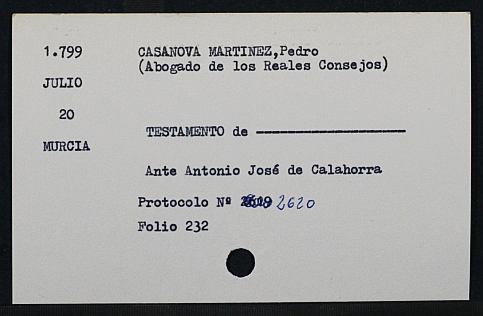 1.799
CASANOVA MARTINEZ,Pedro
(Abogado de los Reales Consejos)
JULIO
20
TESTAMENTO de -------------------
MURCIA
Ante Antonio José de Calahorra
Protocolo Nº 2619 2620
Folio 232